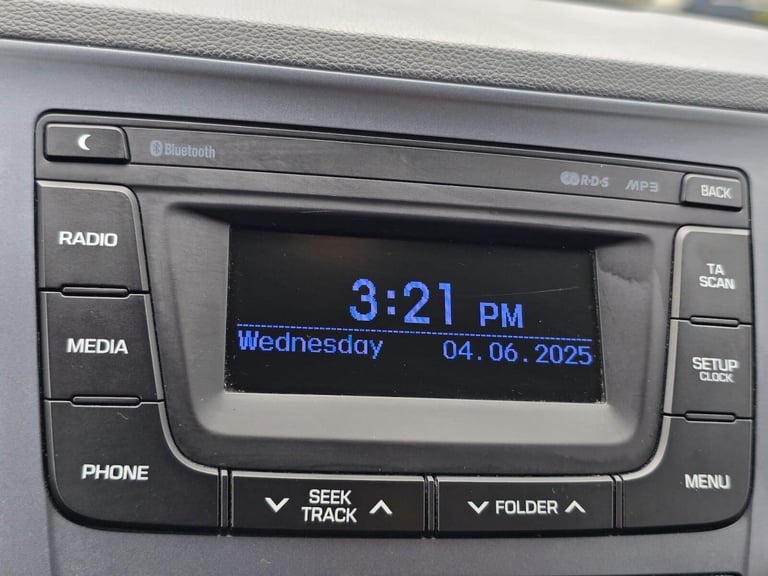 Bluetooth
R·D·S
MP3
BACK
RADIO
MEDIA
PHONE
3:21 PM
Wednesday 04.06.2025
TA
SCAN
SETUP
CLOCK
MENU
SEEK
TRACK
FOLDER